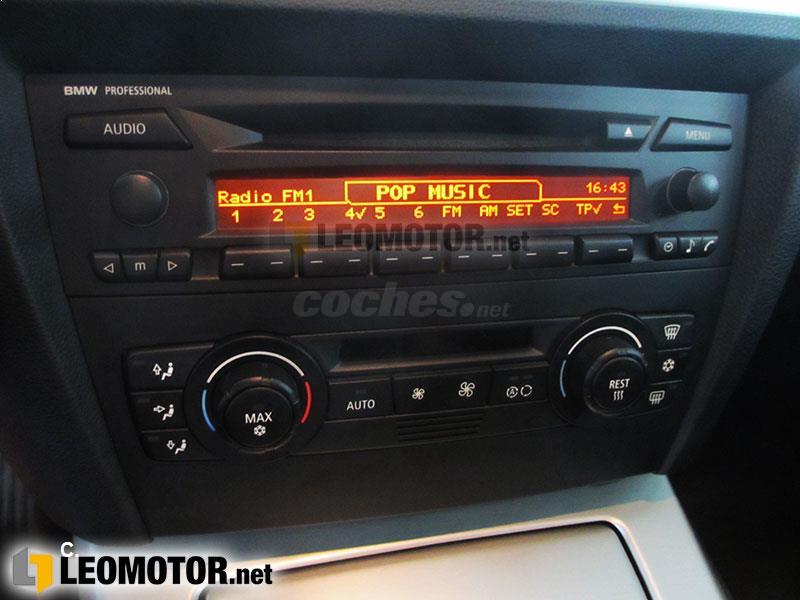 BMW PROFESSIONAL
AUDIO
MENU
Radio FM1
POP MUSIC
16:43
1 2 3 4✓ 5 6 FM AM SET SC TP✓
LEOMOTOR.net
m
coches.net
MAX
AUTO
REST
C
LEOMOTOR.net